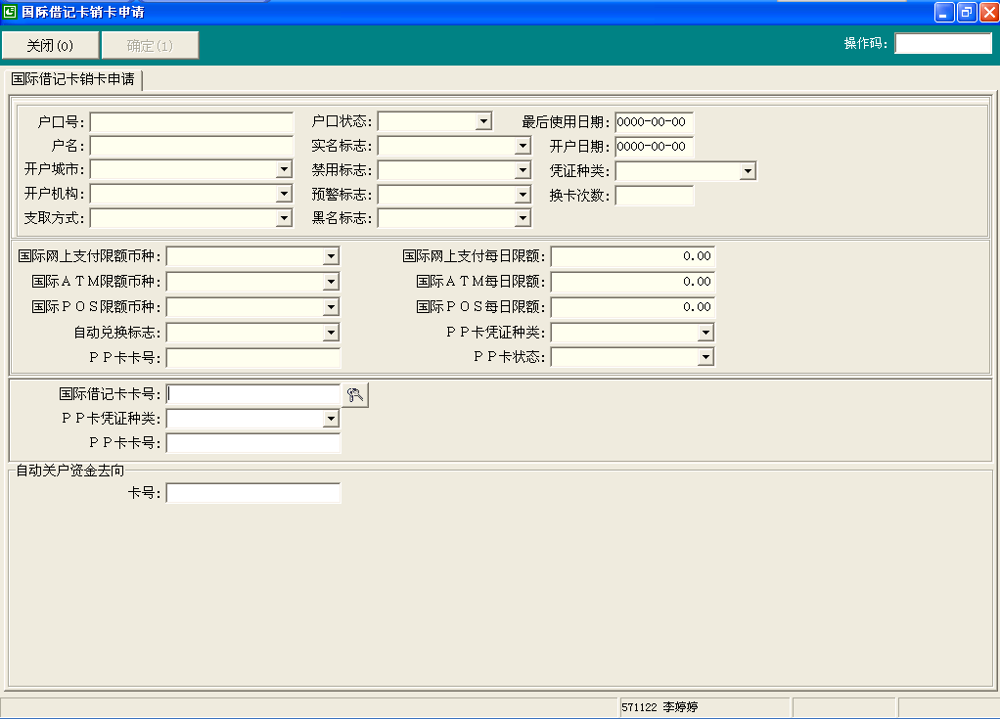 国际借记卡销卡申请
关闭(0) 确定(1) 操作码:
国际借记卡销卡申请
户口号: 户口状态: 最后使用日期: 0000-00-00
户名: 实名标志: 开户日期: 0000-00-00
开户城市: 禁用标志: 凭证种类:
开户机构: 预警标志: 换卡次数:
支取方式: 黑名标志:
国际网上支付限额币种: 国际网上支付每日限额: 0.00
国际ＡＴＭ限额币种: 国际ＡＴＭ每日限额: 0.00
国际ＰＯＳ限额币种: 国际ＰＯＳ每日限额: 0.00
自动兑换标志: ＰＰ卡凭证种类:
ＰＰ卡卡号: ＰＰ卡状态:
国际借记卡卡号:
ＰＰ卡凭证种类:
ＰＰ卡卡号:
自动关户资金去向
卡号:
571122 李婷婷